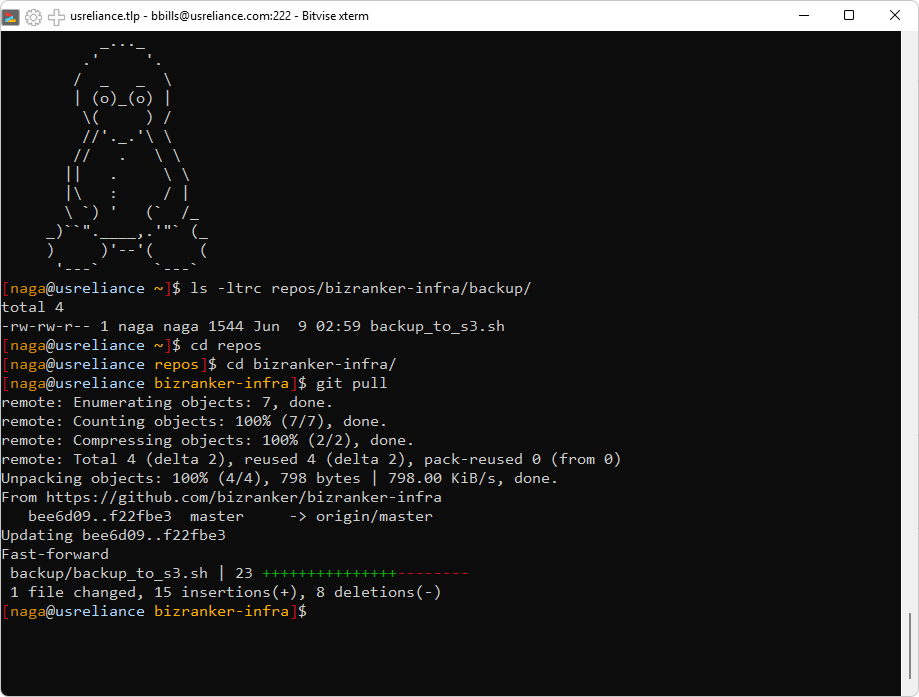 usreliance.tlp - bbills@usreliance.com:222 - Bitvise xterm
        _..._
      .'     '.
     /  _   _  \
     | (o)_(o) |
      \(     ) /
      //'._.'\ \
     //   .   \ \
    ||   .     \ \
    |\   :     / |
    \ `) '   (`  /_
  _)``".____,.'"` (_
  )     )'--'(     (
   '---`      `---`
[naga@usreliance ~]$ ls -ltrc repos/bizranker-infra/backup/
total 4
-rw-rw-r-- 1 naga naga 1544 Jun  9 02:59 backup_to_s3.sh
[naga@usreliance ~]$ cd repos
[naga@usreliance repos]$ cd bizranker-infra/
[naga@usreliance bizranker-infra]$ git pull
remote: Enumerating objects: 7, done.
remote: Counting objects: 100% (7/7), done.
remote: Compressing objects: 100% (2/2), done.
remote: Total 4 (delta 2), reused 4 (delta 2), pack-reused 0 (from 0)
Unpacking objects: 100% (4/4), 798 bytes | 798.00 KiB/s, done.
From https://github.com/bizranker/bizranker-infra
   bee6d09..f22fbe3  master     -> origin/master
Updating bee6d09..f22fbe3
Fast-forward
 backup/backup_to_s3.sh | 23 +++++++++++++++--------
 1 file changed, 15 insertions(+), 8 deletions(-)
[naga@usreliance bizranker-infra]$